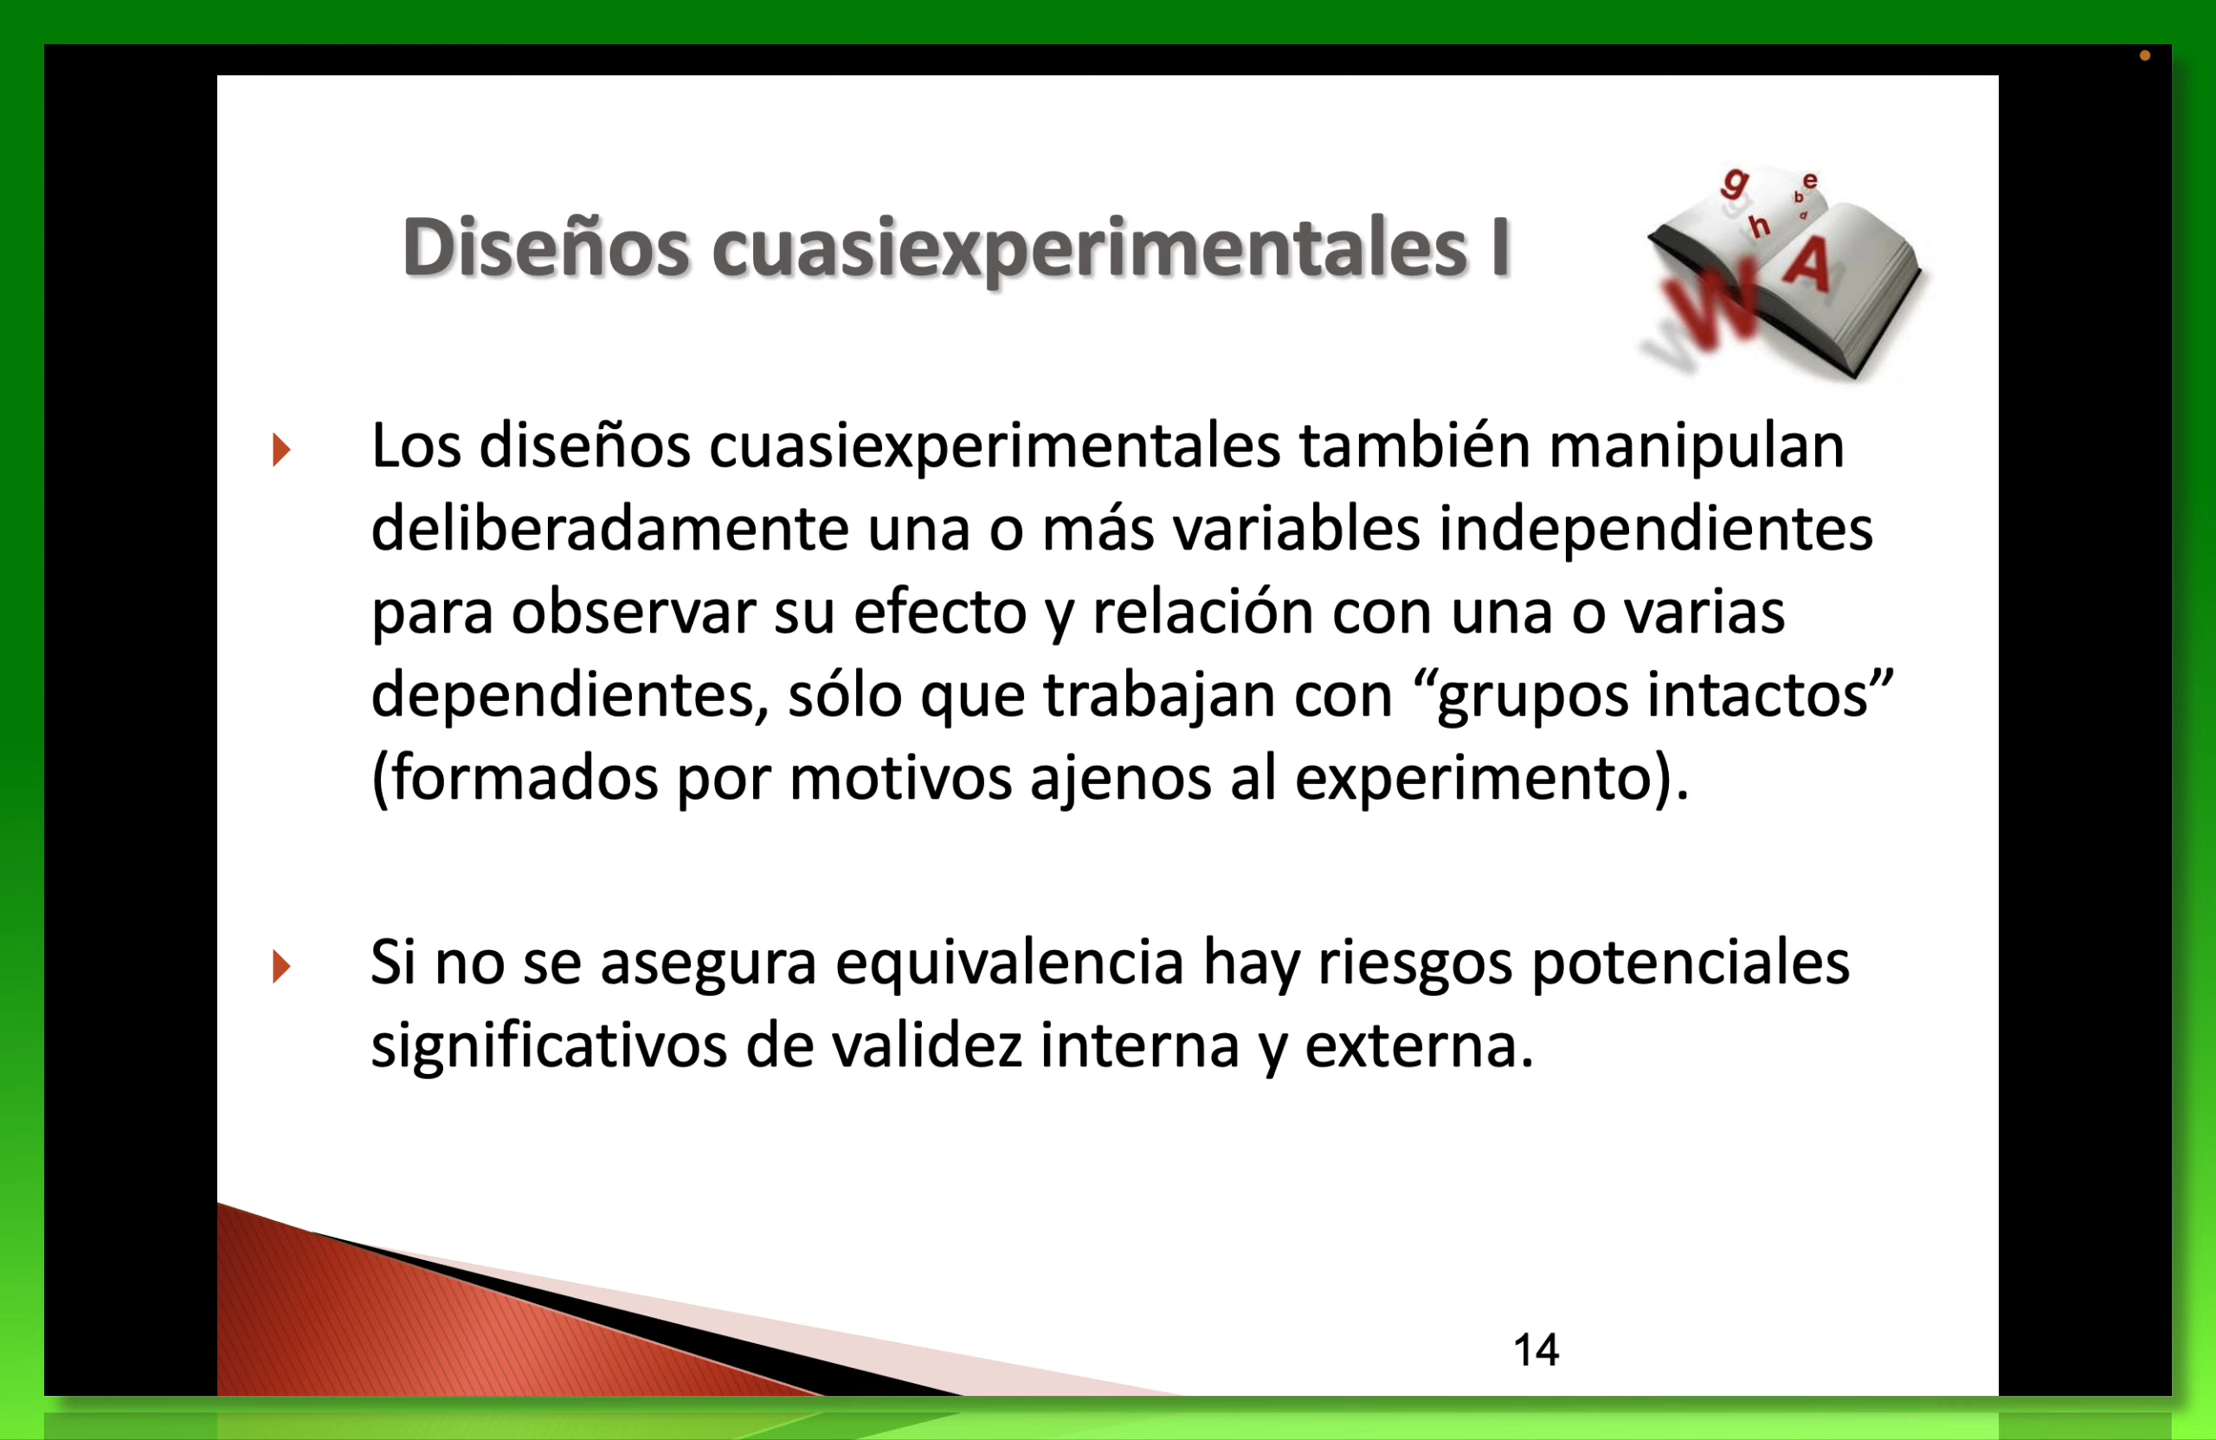 Diseños cuasiexperimentales I
g
e
b
d
h
A
W
Los diseños cuasiexperimentales también manipulan
deliberadamente una o más variables independientes
para observar su efecto y relación con una o varias
dependientes, sólo que trabajan con “grupos intactos”
(formados por motivos ajenos al experimento).
Si no se asegura equivalencia hay riesgos potenciales
significativos de validez interna y externa.
14